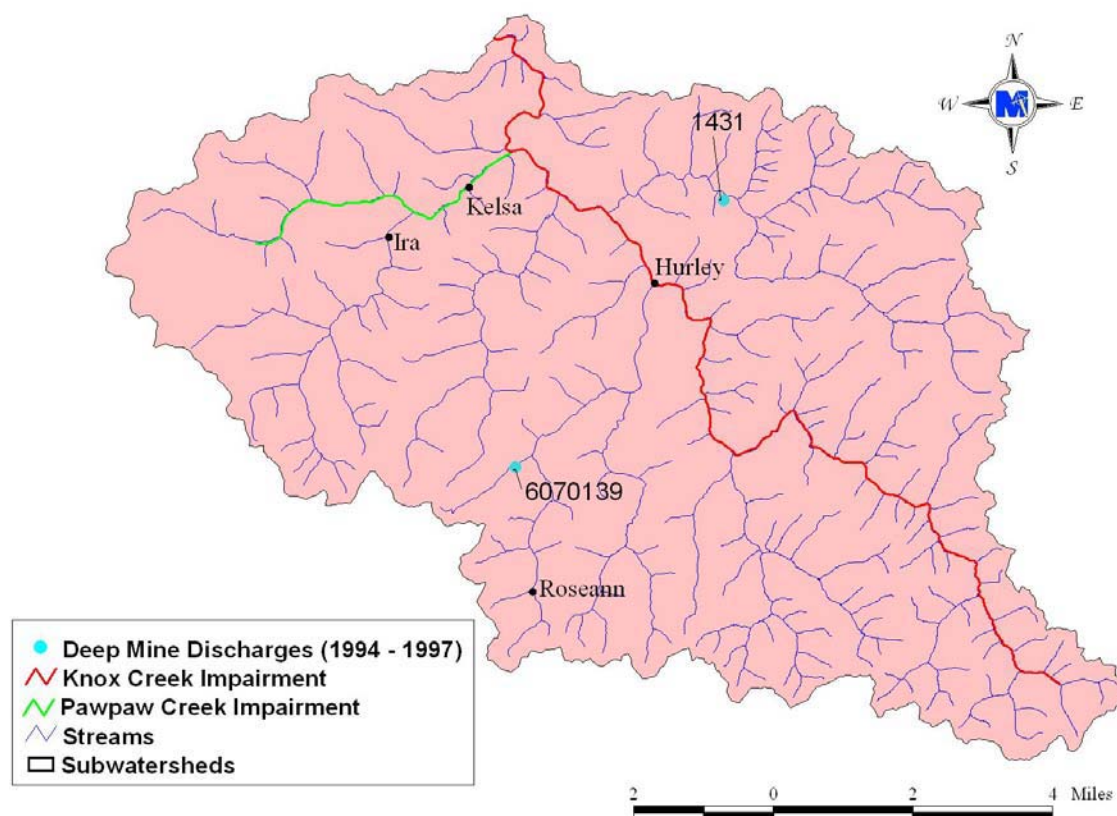 N
W
M
E
S
1431
Kelsa
Ira
Hurley
6070139
Roseann
Deep Mine Discharges (1994 - 1997)
Knox Creek Impairment
Pawpaw Creek Impairment
Streams
Subwatersheds
2 0 2 4 Miles